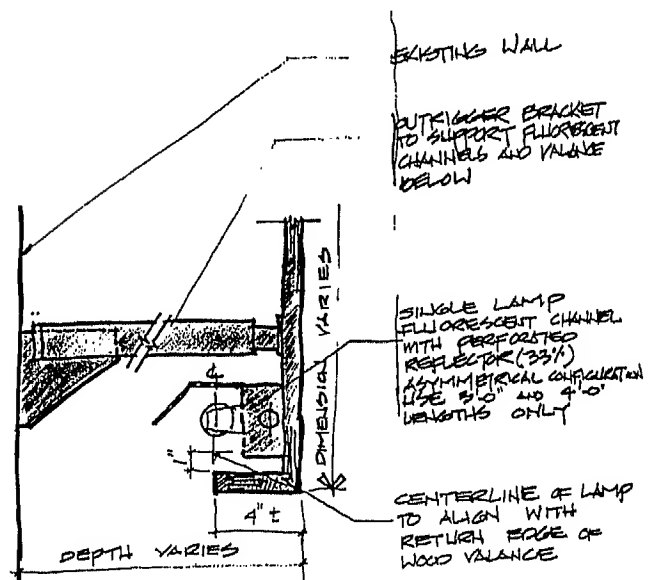 EXISTING WALL
OUTRIGGER BRACKET
TO SUPPORT FLUORESCENT
CHANNELS AND VALANCE
BELOW
SINGLE LAMP
FLUORESCENT CHANNEL
WITH PERFORATED
REFLECTOR (33%)
ASYMMETRICAL CONFIGURATION
USE 3'0" AND 4'-0"
LENGTHS ONLY
CENTERLINE OF LAMP
TO ALIGN WITH
RETURN EDGE OF
WOOD VALANCE
DIMENSION VARIES
℄
1"
4" ±
DEPTH VARIES